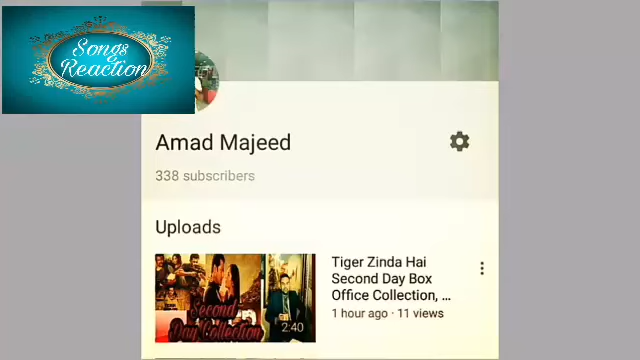 Songs
Reaction
Amad Majeed
338 subscribers
Uploads
Tiger Zinda Hai
Second Day Box
Office Collection, ...
1 hour ago · 11 views
Second
Day Collection
2:40